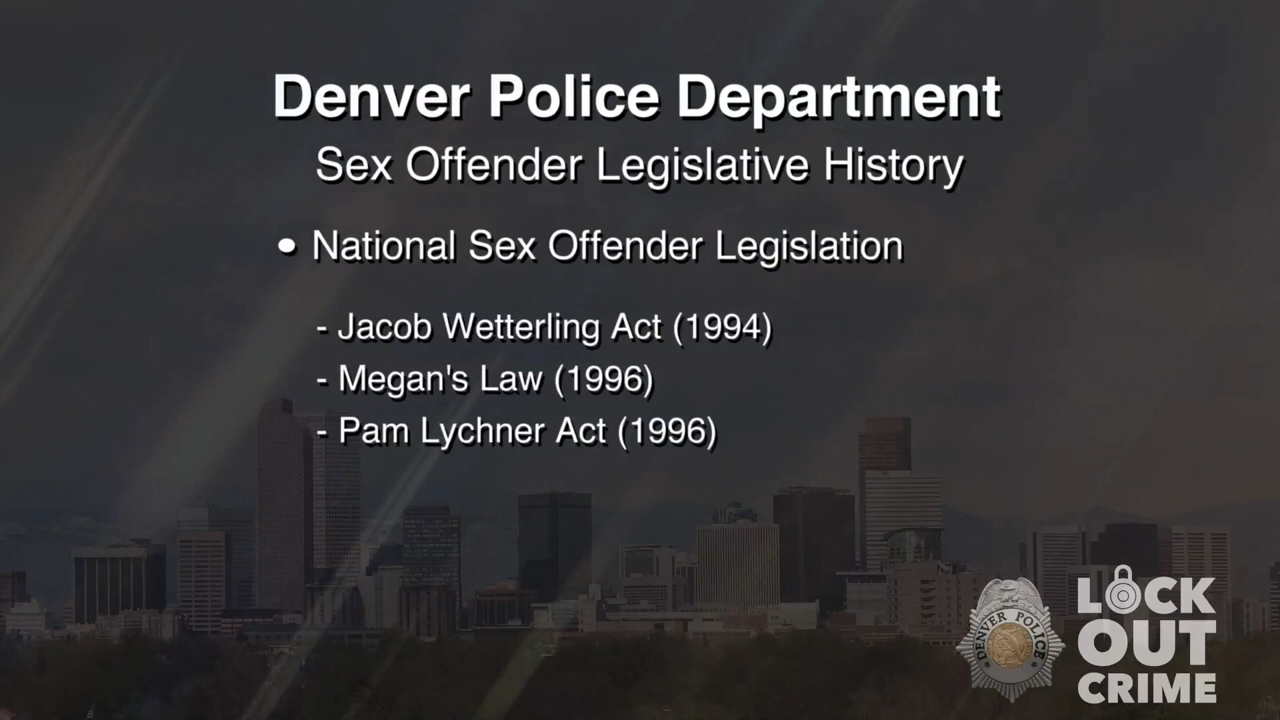 Denver Police Department
Sex Offender Legislative History
• National Sex Offender Legislation
- Jacob Wetterling Act (1994)
- Megan's Law (1996)
- Pam Lychner Act (1996)
DENVER POLICE
LOCK
OUT
CRIME